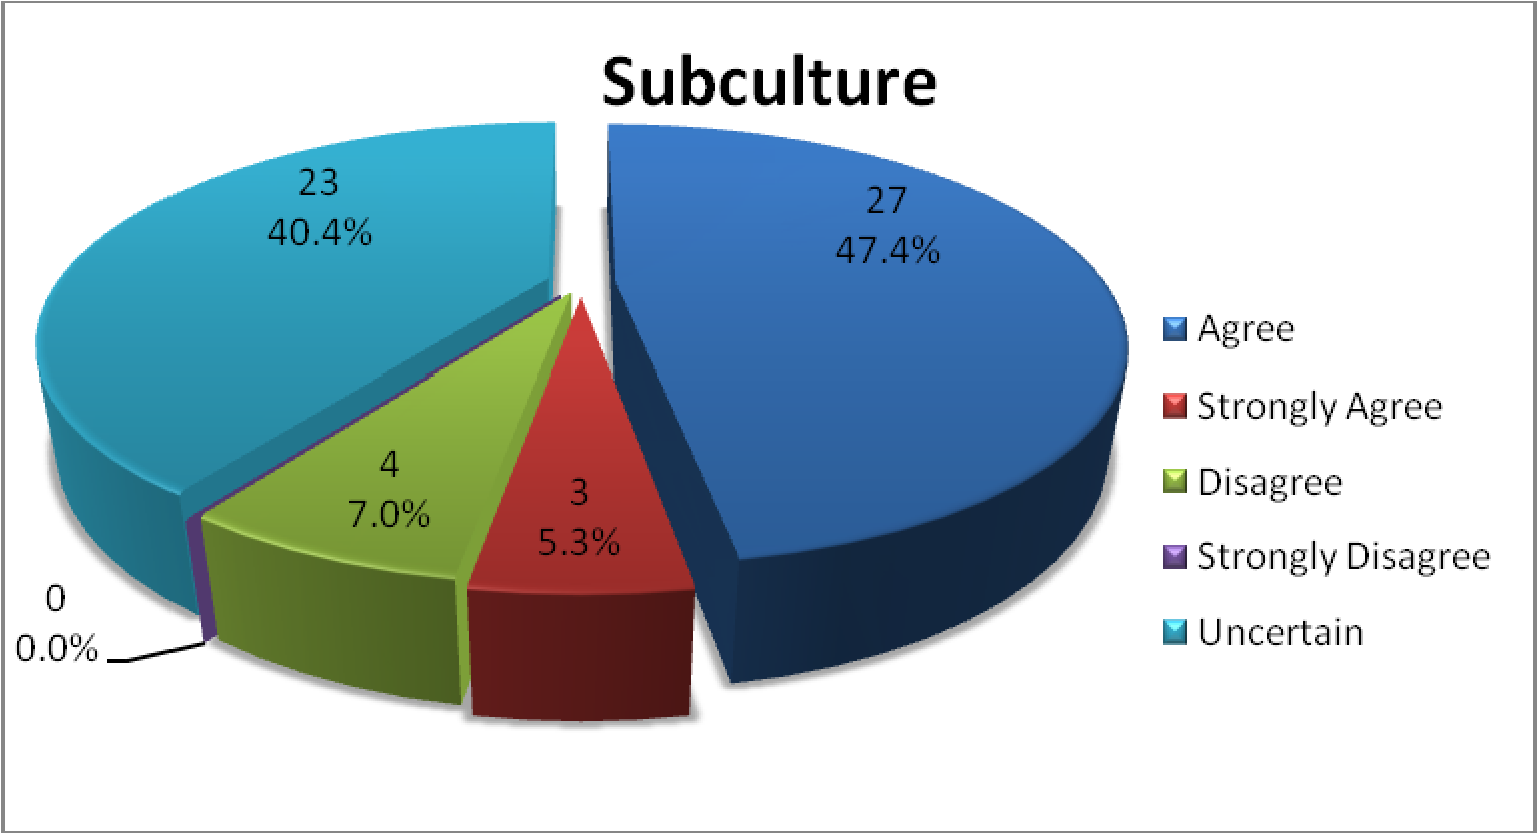 Subculture
23
40.4%
27
47.4%
4
7.0%
3
5.3%
0
0.0%
Agree
Strongly Agree
Disagree
Strongly Disagree
Uncertain